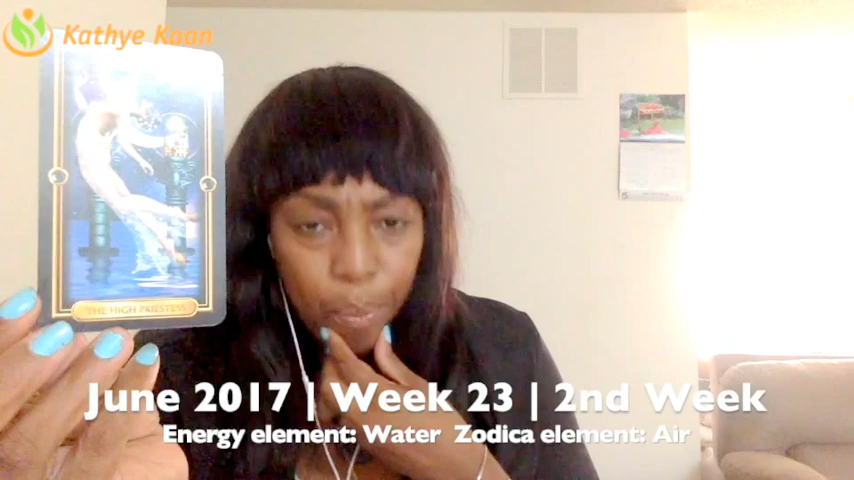 Kathye Kaan
THE HIGH PRIESTESS
June 2017 | Week 23 | 2nd Week
Energy element: Water Zodica element: Air